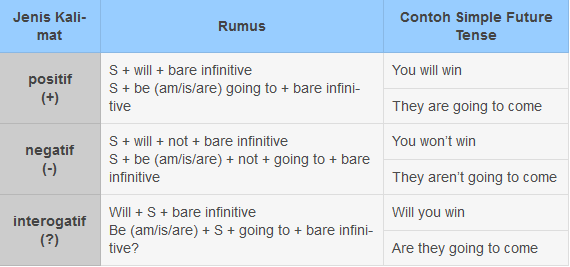 Jenis Kali-
mat
Rumus
Contoh Simple Future
Tense
positif
(+)
S + will + bare infinitive
S + be (am/is/are) going to + bare infini-
tive
You will win
They are going to come
negatif
(-)
S + will + not + bare infinitive
S + be (am/is/are) + not + going to + bare
infinitive
You won’t win
They aren’t going to come
interogatif
(?)
Will + S + bare infinitive
Be (am/is/are) + S + going to + bare infini-
tive?
Will you win
Are they going to come